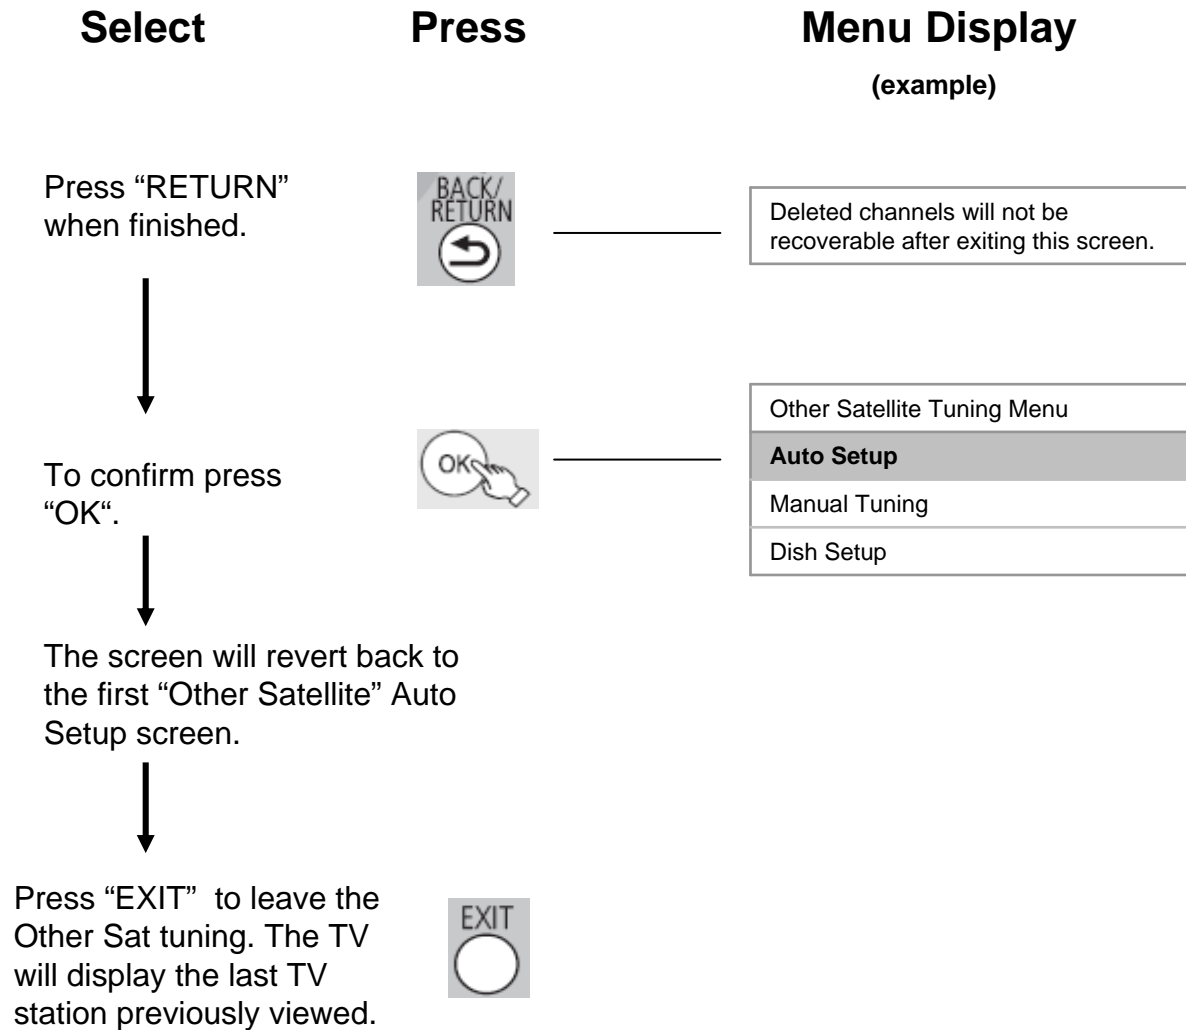 Select
Press
Menu Display
(example)
Press “RETURN”
when finished.
BACK/
RETURN
Deleted channels will not be
recoverable after exiting this screen.
To confirm press
“OK“.
OK
Other Satellite Tuning Menu
Auto Setup
Manual Tuning
Dish Setup
The screen will revert back to
the first “Other Satellite” Auto
Setup screen.
Press “EXIT”  to leave the
Other Sat tuning. The TV
will display the last TV
station previously viewed.
EXIT